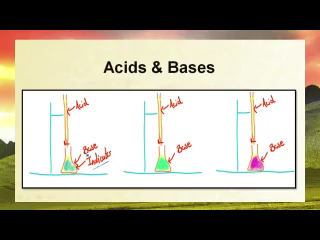 Acids & Bases
Acid
Base
Indicator
Acid
Base
Acid
Base